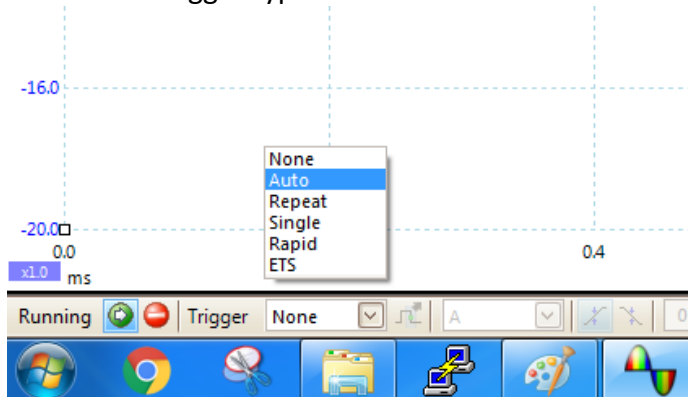 -16.0
None
Auto
Repeat
Single
Rapid
ETS
-20.0
0.0
0.4
x1.0 ms
Running Trigger None A 0